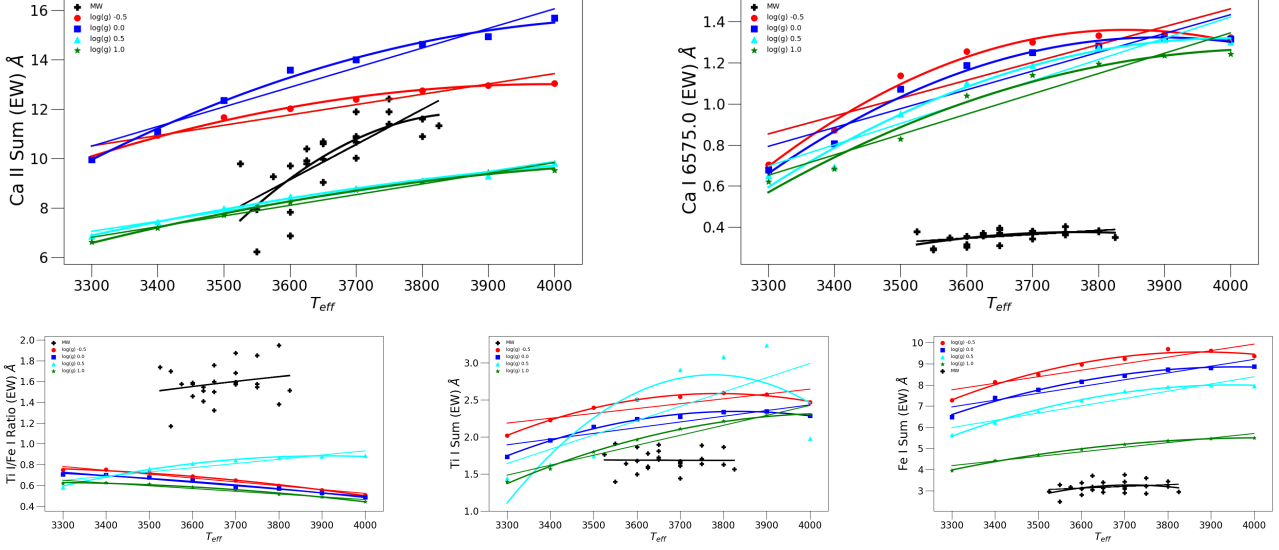 Ca II Sum (EW) Å
16
14
12
10
8
6
MW
log(g) -0.5
log(g) 0.0
log(g) 0.5
log(g) 1.0
3300 3400 3500 3600 3700 3800 3900 4000
Teff
Ca I 6575.0 (EW) Å
1.4
1.2
1.0
0.8
0.6
0.4
MW
log(g) -0.5
log(g) 0.0
log(g) 0.5
log(g) 1.0
3300 3400 3500 3600 3700 3800 3900 4000
Teff
Ti I/Fe I Ratio (EW) Å
2.0
1.8
1.6
1.4
1.2
1.0
0.8
0.6
0.4
MW
log(g) -0.5
log(g) 0.0
log(g) 0.5
log(g) 1.0
3300 3400 3500 3600 3700 3800 3900 4000
Teff
Ti I Sum (EW) Å
3.0
2.5
2.0
1.5
1.0
MW
log(g) -0.5
log(g) 0.0
log(g) 0.5
log(g) 1.0
3300 3400 3500 3600 3700 3800 3900 4000
Teff
Fe I Sum (EW) Å
10
9
8
7
6
5
4
3
log(g) -0.5
log(g) 0.0
log(g) 0.5
log(g) 1.0
MW
3300 3400 3500 3600 3700 3800 3900 4000
Teff